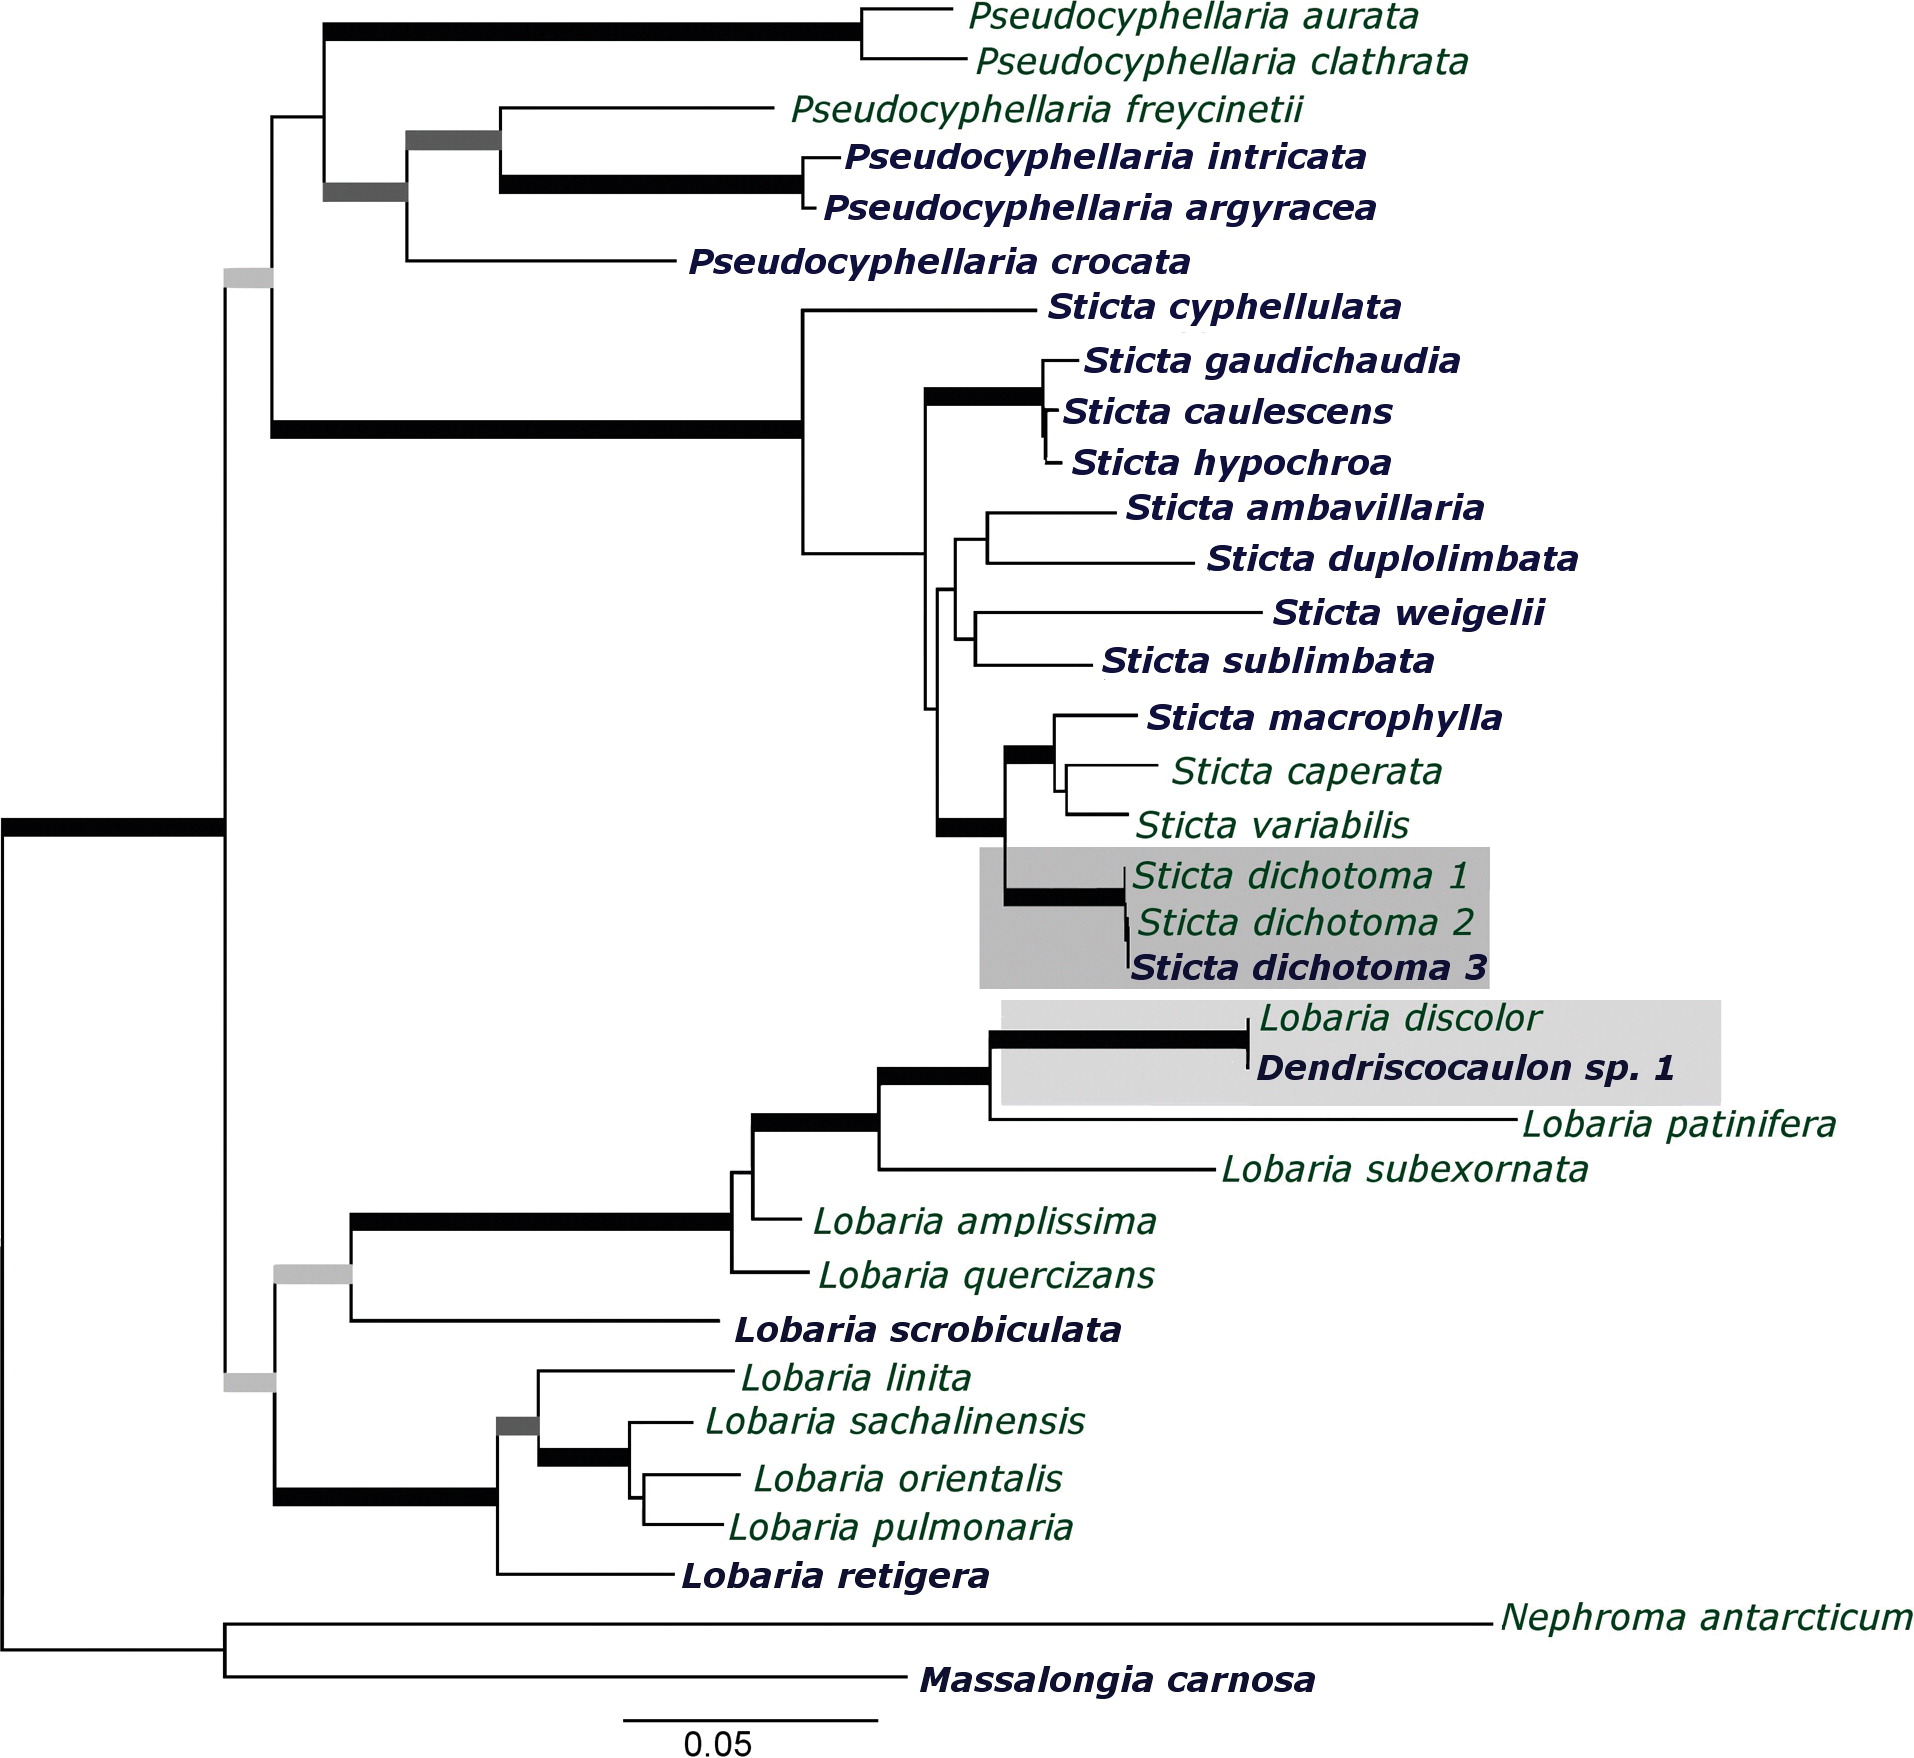 Pseudocyphellaria aurata
Pseudocyphellaria clathrata
Pseudocyphellaria freycinetii
Pseudocyphellaria intricata
Pseudocyphellaria argyracea
Pseudocyphellaria crocata
Sticta cyphellulata
Sticta gaudichaudia
Sticta caulescens
Sticta hypochroa
Sticta ambavillaria
Sticta duplolimbata
Sticta weigelii
Sticta sublimbata
Sticta macrophylla
Sticta caperata
Sticta variabilis
Sticta dichotoma 1
Sticta dichotoma 2
Sticta dichotoma 3
Lobaria discolor
Dendriscocaulon sp. 1
Lobaria patinifera
Lobaria subexornata
Lobaria amplissima
Lobaria quercizans
Lobaria scrobiculata
Lobaria linita
Lobaria sachalinensis
Lobaria orientalis
Lobaria pulmonaria
Lobaria retigera
Nephroma antarcticum
Massalongia carnosa
0.05